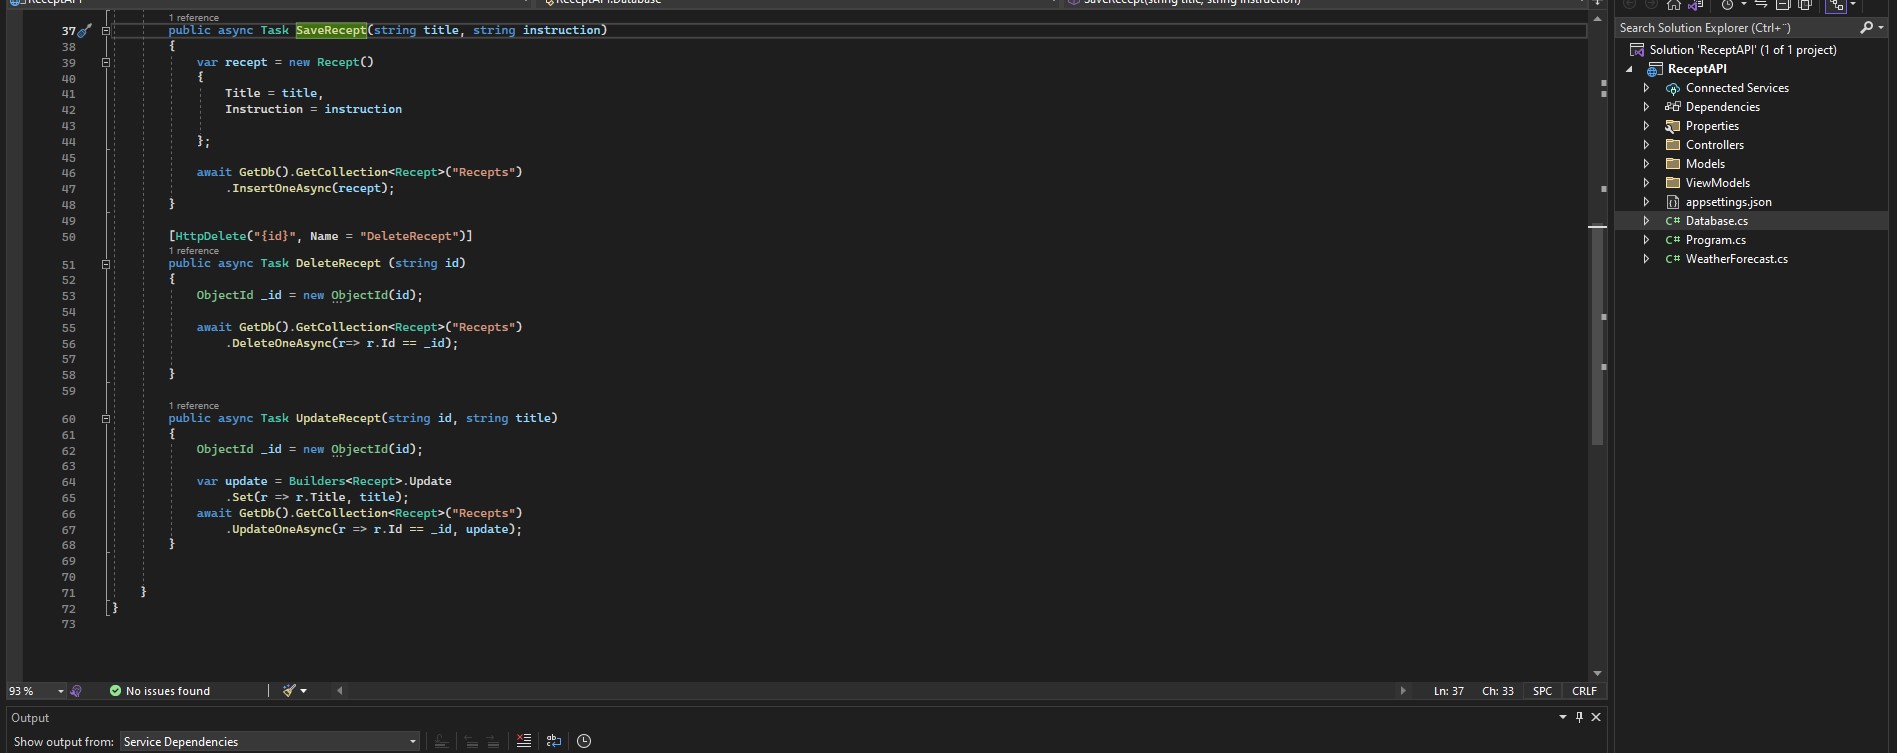 ReceptAPI
ReceptAPI.Database
SaveRecept(string title, string instruction)
1 reference
37 public async Task SaveRecept(string title, string instruction)
38 {
39 var recept = new Recept()
40 {
41 Title = title,
42 Instruction = instruction
43
44 };
45
46 await GetDb().GetCollection<Recept>("Recepts")
47 .InsertOneAsync(recept);
48 }
49
50 [HttpDelete("{id}", Name = "DeleteRecept")]
1 reference
51 public async Task DeleteRecept (string id)
52 {
53 ObjectId _id = new ObjectId(id);
54
55 await GetDb().GetCollection<Recept>("Recepts")
56 .DeleteOneAsync(r=> r.Id == _id);
57
58 }
59
1 reference
60 public async Task UpdateRecept(string id, string title)
61 {
62 ObjectId _id = new ObjectId(id);
63
64 var update = Builders<Recept>.Update
65 .Set(r => r.Title, title);
66 await GetDb().GetCollection<Recept>("Recepts")
67 .UpdateOneAsync(r => r.Id == _id, update);
68 }
69
70
71 }
72 }
73
93 %
No issues found
Ln: 37 Ch: 33 SPC CRLF
Output
Show output from: Service Dependencies
Search Solution Explorer (Ctrl+¨)
Solution 'ReceptAPI' (1 of 1 project)
ReceptAPI
Connected Services
Dependencies
Properties
Controllers
Models
ViewModels
appsettings.json
C# Database.cs
C# Program.cs
C# WeatherForecast.cs